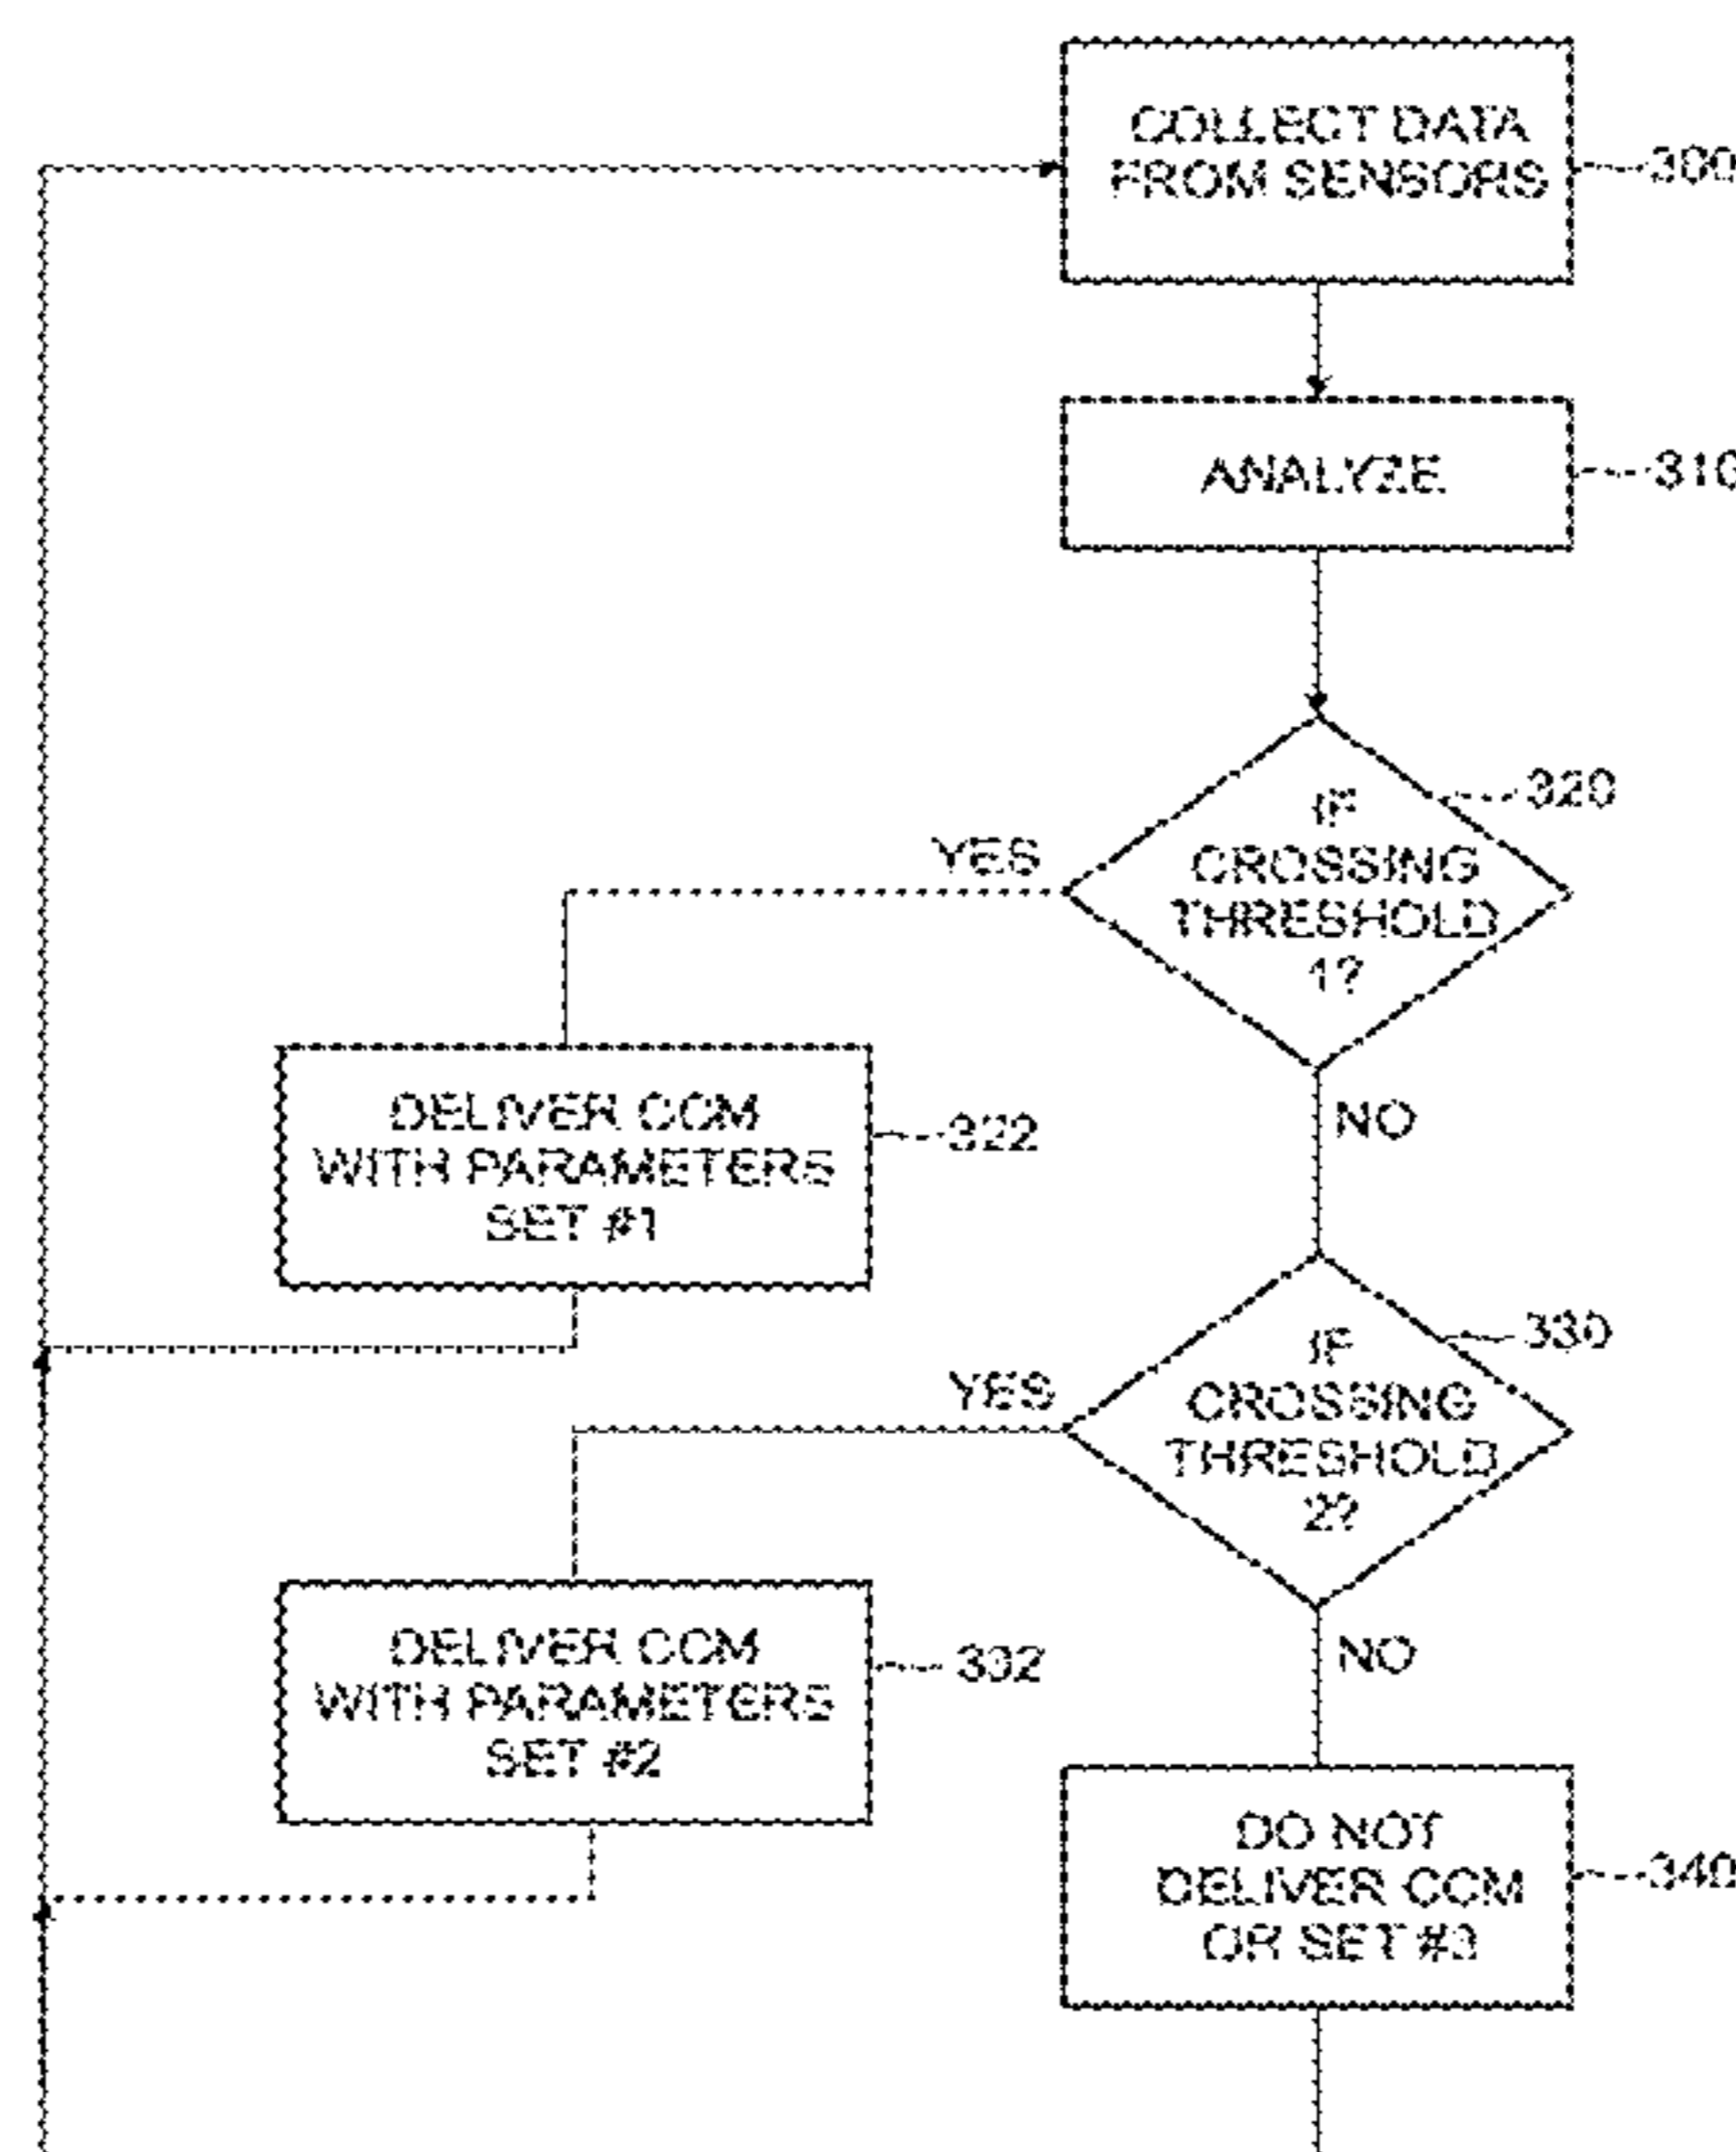 COLLECT DATA
FROM SENSORS
300
ANALYZE
310
320
IF
CROSSING
THRESHOLD
1?
YES
NO
DELIVER CCM
WITH PARAMETERS
SET #1
322
330
IF
CROSSING
THRESHOLD
2?
YES
NO
DELIVER CCM
WITH PARAMETERS
SET #2
332
DO NOT
DELIVER CCM
OR SET #3
340